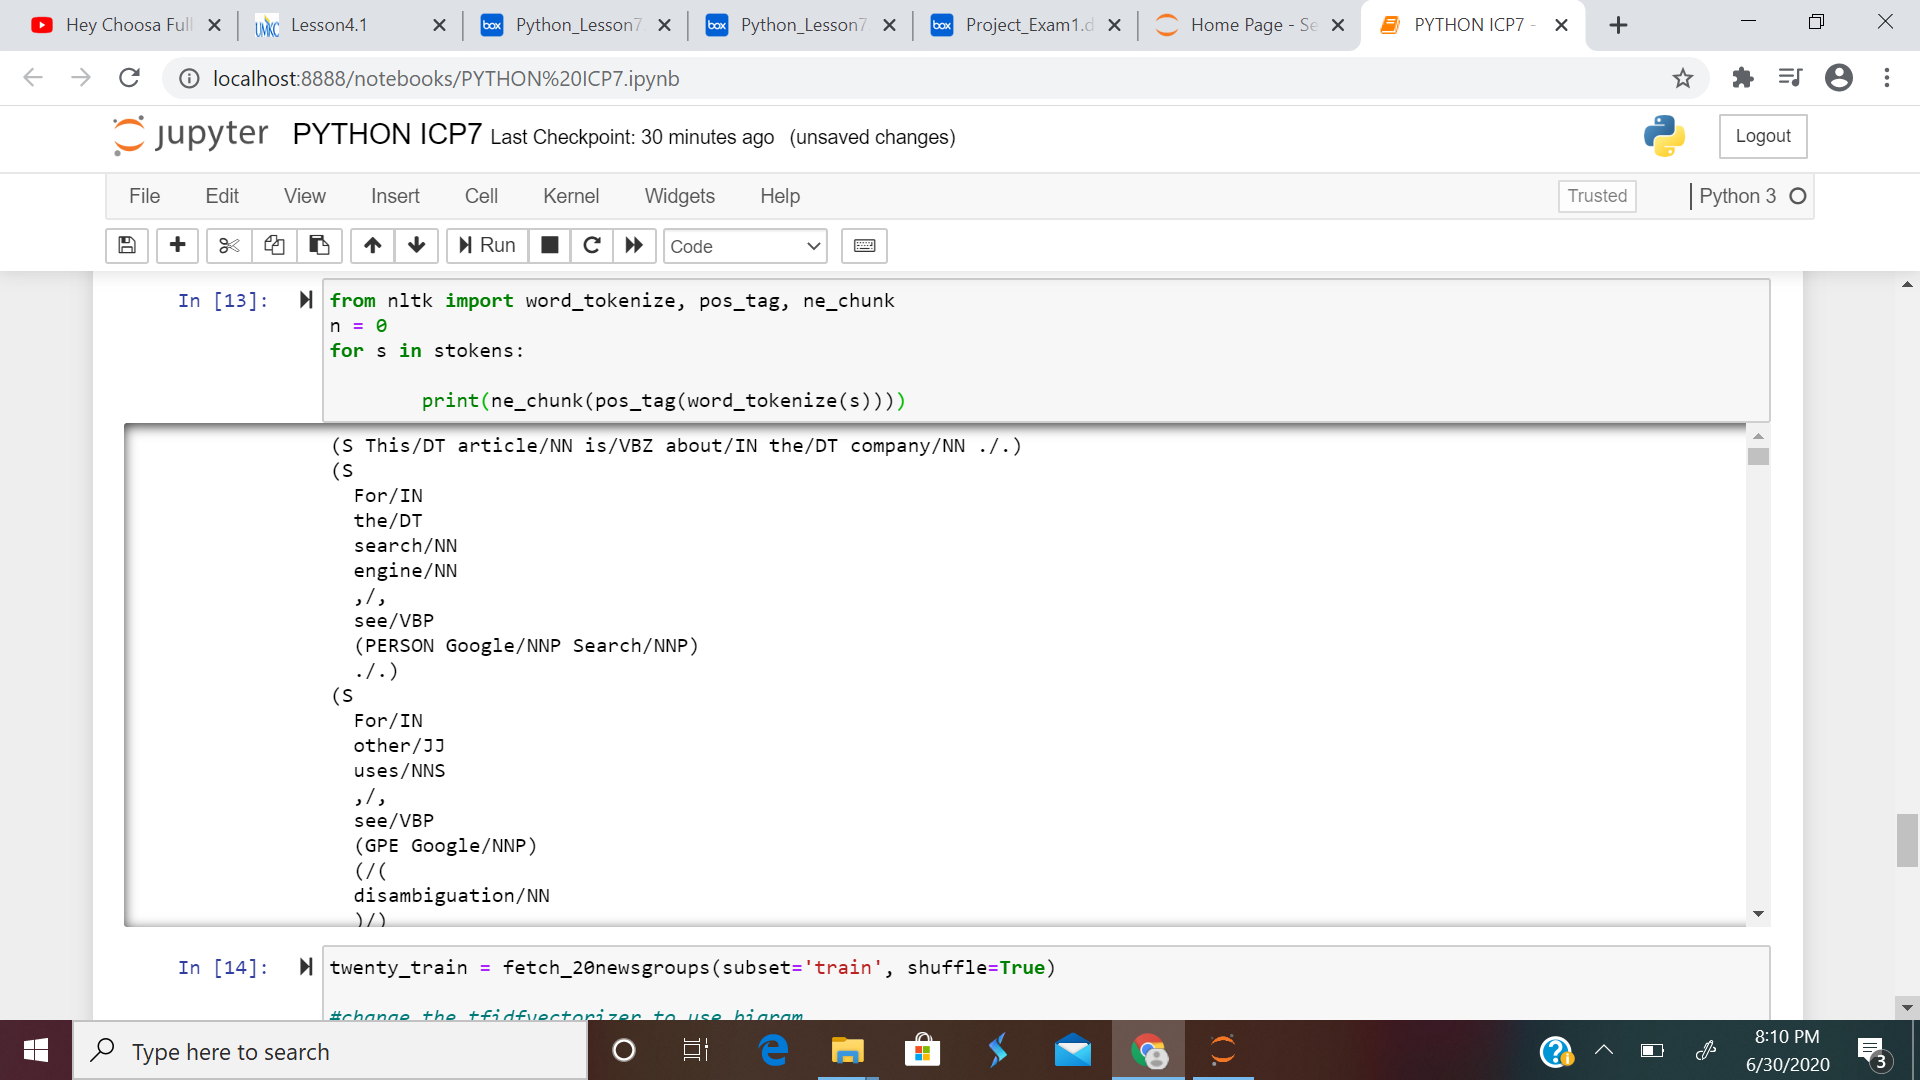 Hey Choosa Full
Lesson4.1
box Python_Lesson7
box Python_Lesson7
box Project_Exam1.d
Home Page - Se
PYTHON ICP7 -
localhost:8888/notebooks/PYTHON%20ICP7.ipynb
jupyter PYTHON ICP7 Last Checkpoint: 30 minutes ago (unsaved changes)
Logout
File Edit View Insert Cell Kernel Widgets Help
Trusted
Python 3
Run
Code
In [13]:
from nltk import word_tokenize, pos_tag, ne_chunk
n = 0
for s in stokens:
print(ne_chunk(pos_tag(word_tokenize(s))))
(S This/DT article/NN is/VBZ about/IN the/DT company/NN ./.)
(S
For/IN
the/DT
search/NN
engine/NN
,/,
see/VBP
(PERSON Google/NNP Search/NNP)
./.)
(S
For/IN
other/JJ
uses/NNS
,/,
see/VBP
(GPE Google/NNP)
(/(
disambiguation/NN
)/)
In [14]:
twenty_train = fetch_20newsgroups(subset='train', shuffle=True)
#change the tfidfvectorizer to use bigram
Type here to search
8:10 PM
6/30/2020
3